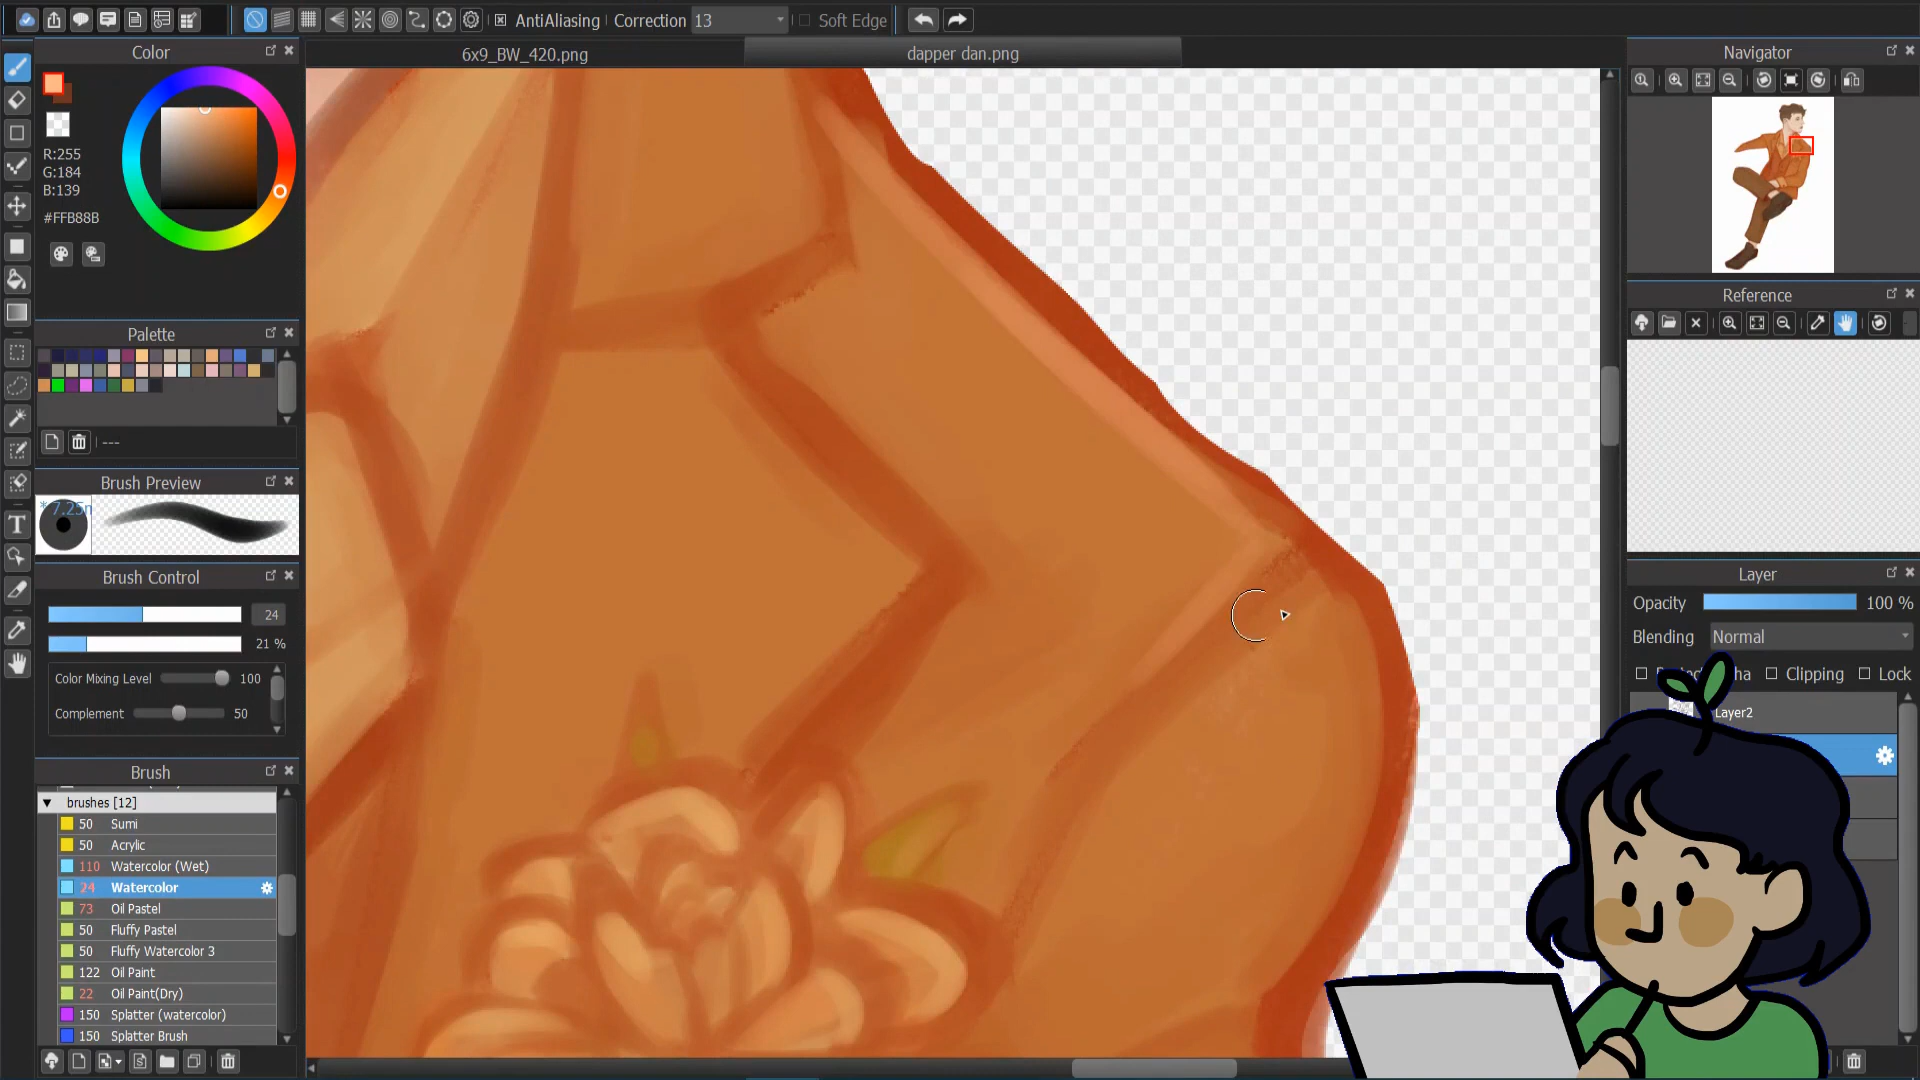 AntiAliasing Correction 13 Soft Edge
Color
6x9_BW_420.png
dapper dan.png
Navigator
R:255
G:184
B:139
#FFB88B
Reference
Palette
---
Brush Preview
* 7.25m
Brush Control
24
21 %
Color Mixing Level 100
Complement 50
Layer
Opacity 100 %
Blending Normal
Clipping Lock
Layer2
Brush
brushes [12]
50 Sumi
50 Acrylic
110 Watercolor (Wet)
24 Watercolor
73 Oil Pastel
50 Fluffy Pastel
50 Fluffy Watercolor 3
122 Oil Paint
22 Oil Paint(Dry)
150 Splatter (watercolor)
150 Splatter Brush